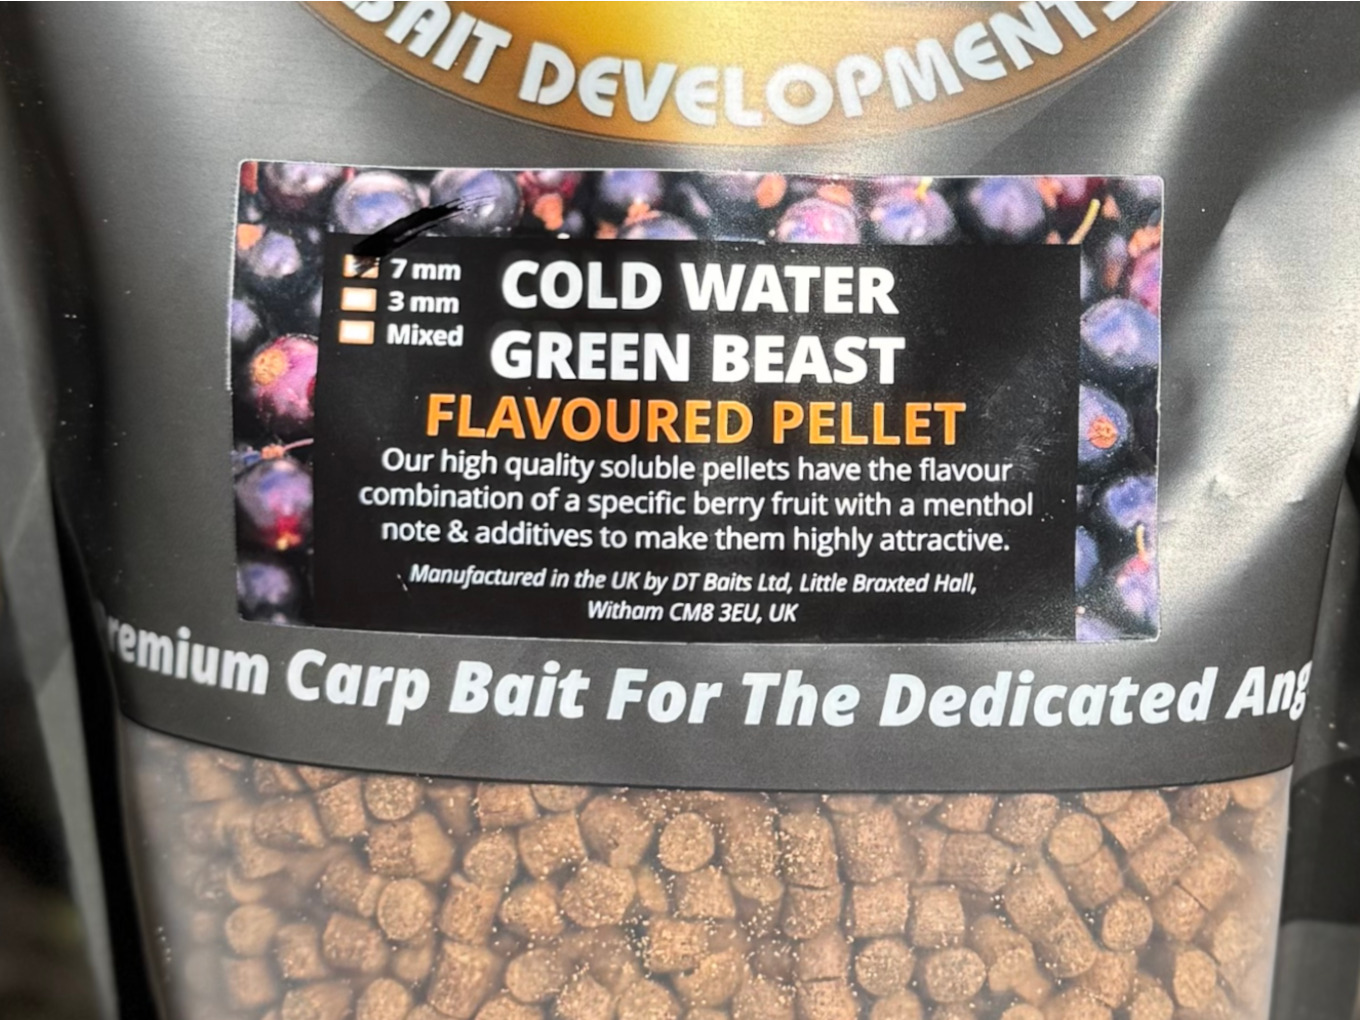 BAIT DEVELOPMENTS
7 mm
3 mm
Mixed
COLD WATER
GREEN BEAST
FLAVOURED PELLET
Our high quality soluble pellets have the flavour
combination of a specific berry fruit with a menthol
note & additives to make them highly attractive.
Manufactured in the UK by DT Baits Ltd, Little Braxted Hall,
Witham CM8 3EU, UK
remium Carp Bait For The Dedicated Ang